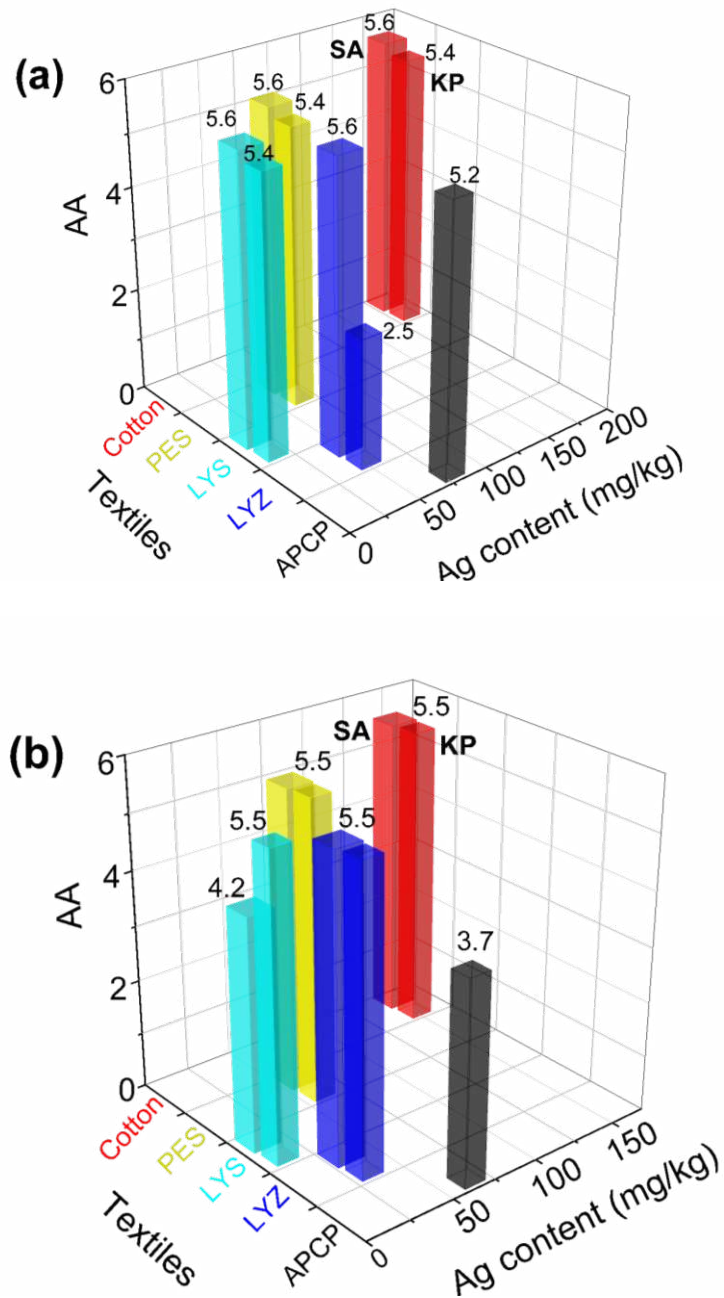 (a)
5.6
SA
5.4
KP
6
5.6
5.4
5.6
5.6
5.4
5.2
AA
4
2
2.5
0
Cotton
PES
LYS
LYZ
APCP
Textiles
0
50
100
150
200
Ag content (mg/kg)
(b)
5.5
SA
KP
6
5.5
5.5
5.5
4.2
AA
4
3.7
2
0
Cotton
PES
LYS
LYZ
APCP
Textiles
0
50
100
150
Ag content (mg/kg)